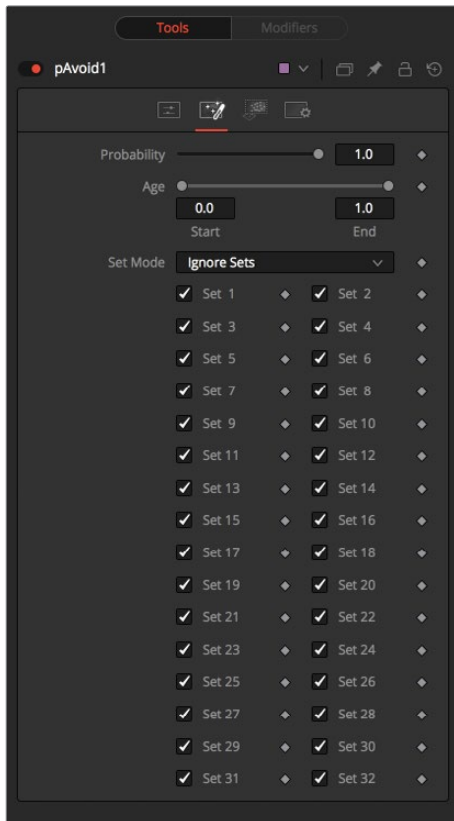 Tools Modifiers
pAvoid1
Probability 1.0
Age
0.0 1.0
Start End
Set Mode Ignore Sets
Set 1 Set 2
Set 3 Set 4
Set 5 Set 6
Set 7 Set 8
Set 9 Set 10
Set 11 Set 12
Set 13 Set 14
Set 15 Set 16
Set 17 Set 18
Set 19 Set 20
Set 21 Set 22
Set 23 Set 24
Set 25 Set 26
Set 27 Set 28
Set 29 Set 30
Set 31 Set 32